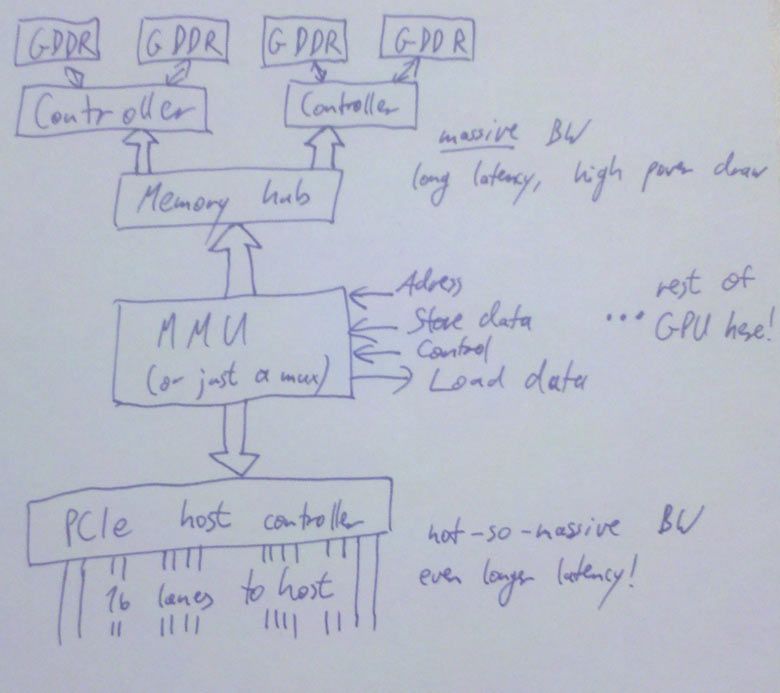 GDDR GDDR GDDR GDDR
Controller Controller
massive BW
long latency, high power draw
Memory hub
MMU
(or just a mux)
Adress
Store data
Control
Load data
... rest of
GPU here!
PCIe host controller
16 lanes to host
not-so-massive BW
even longer latency!